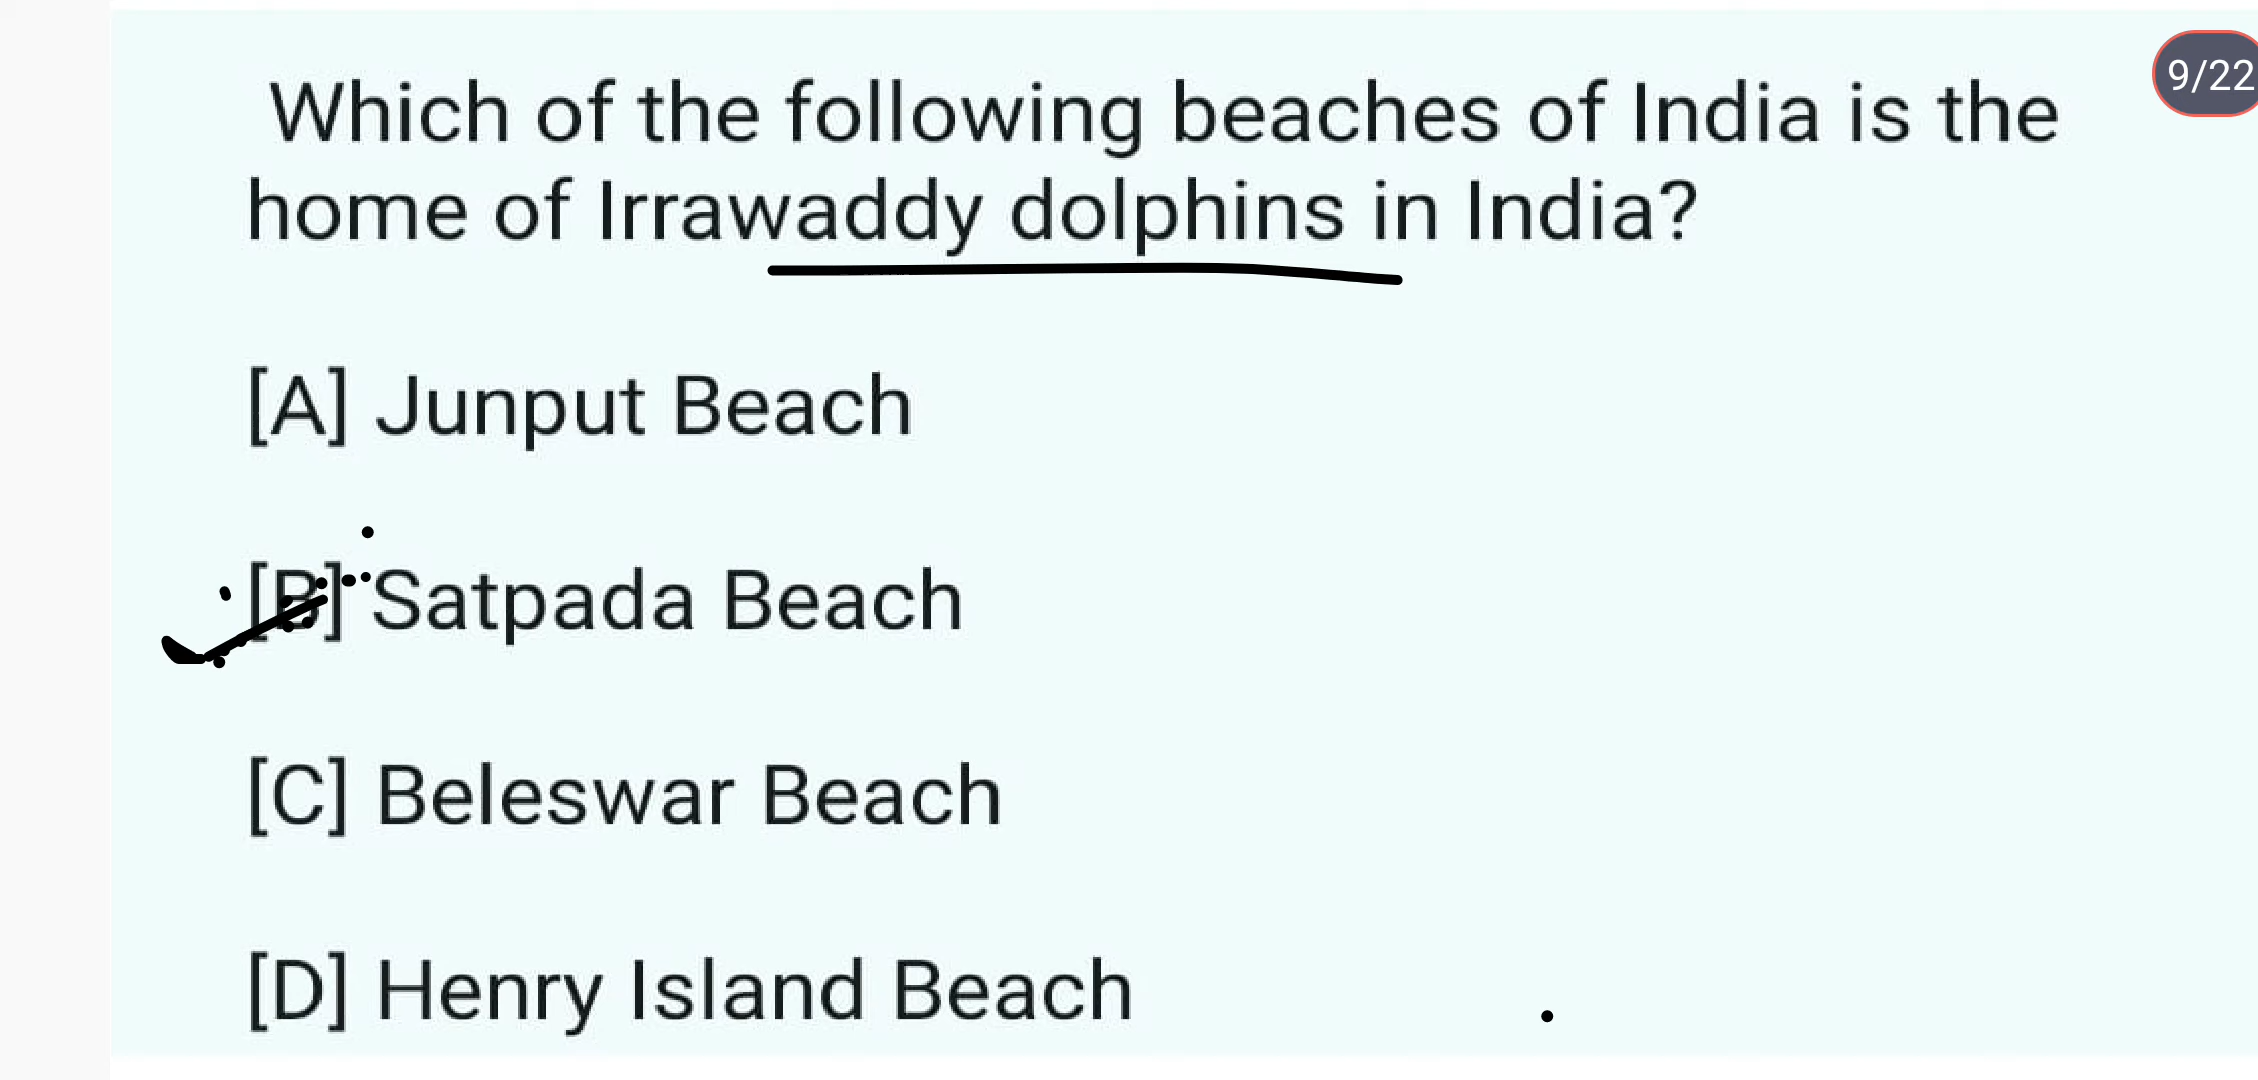 9/22
Which of the following beaches of India is the
home of Irrawaddy dolphins in India?
[A] Junput Beach
[B] Satpada Beach
[C] Beleswar Beach
[D] Henry Island Beach